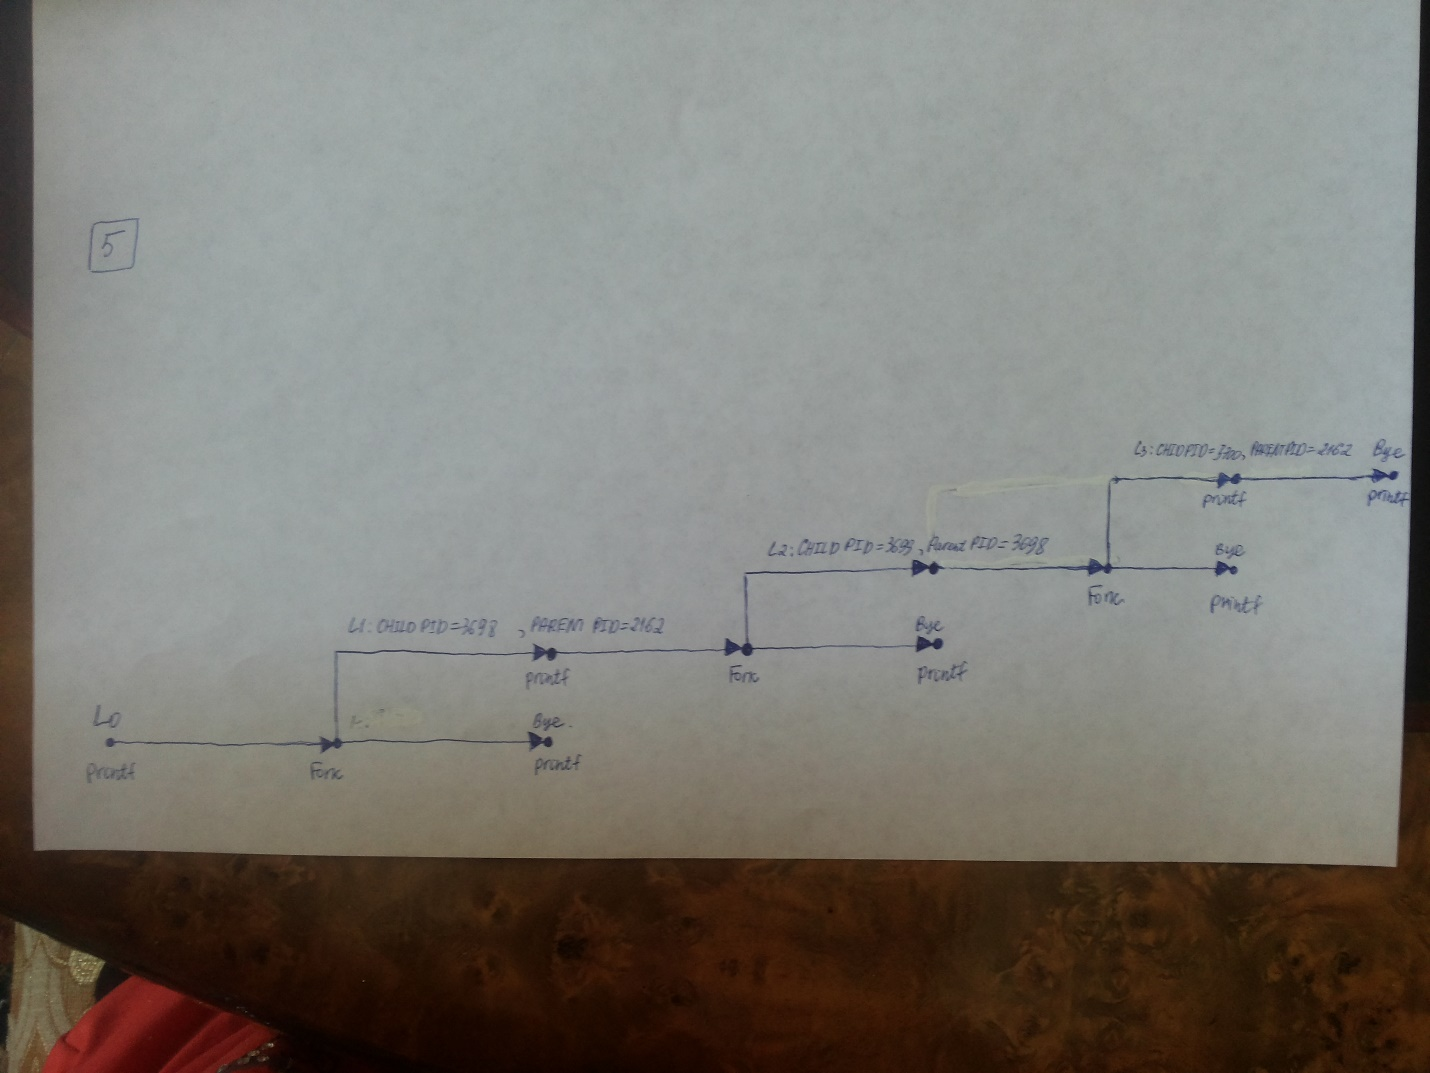 5
L3: CHILD PID=3700, PARENT PID=2162 Bye
printf printf
L2: CHILD PID=3699, Parent PID=3698 Bye
Fork printf
L1: CHILD PID=3698, PARENT PID=2162 Bye
printf Fork printf
L0 Bye
printf Fork printf